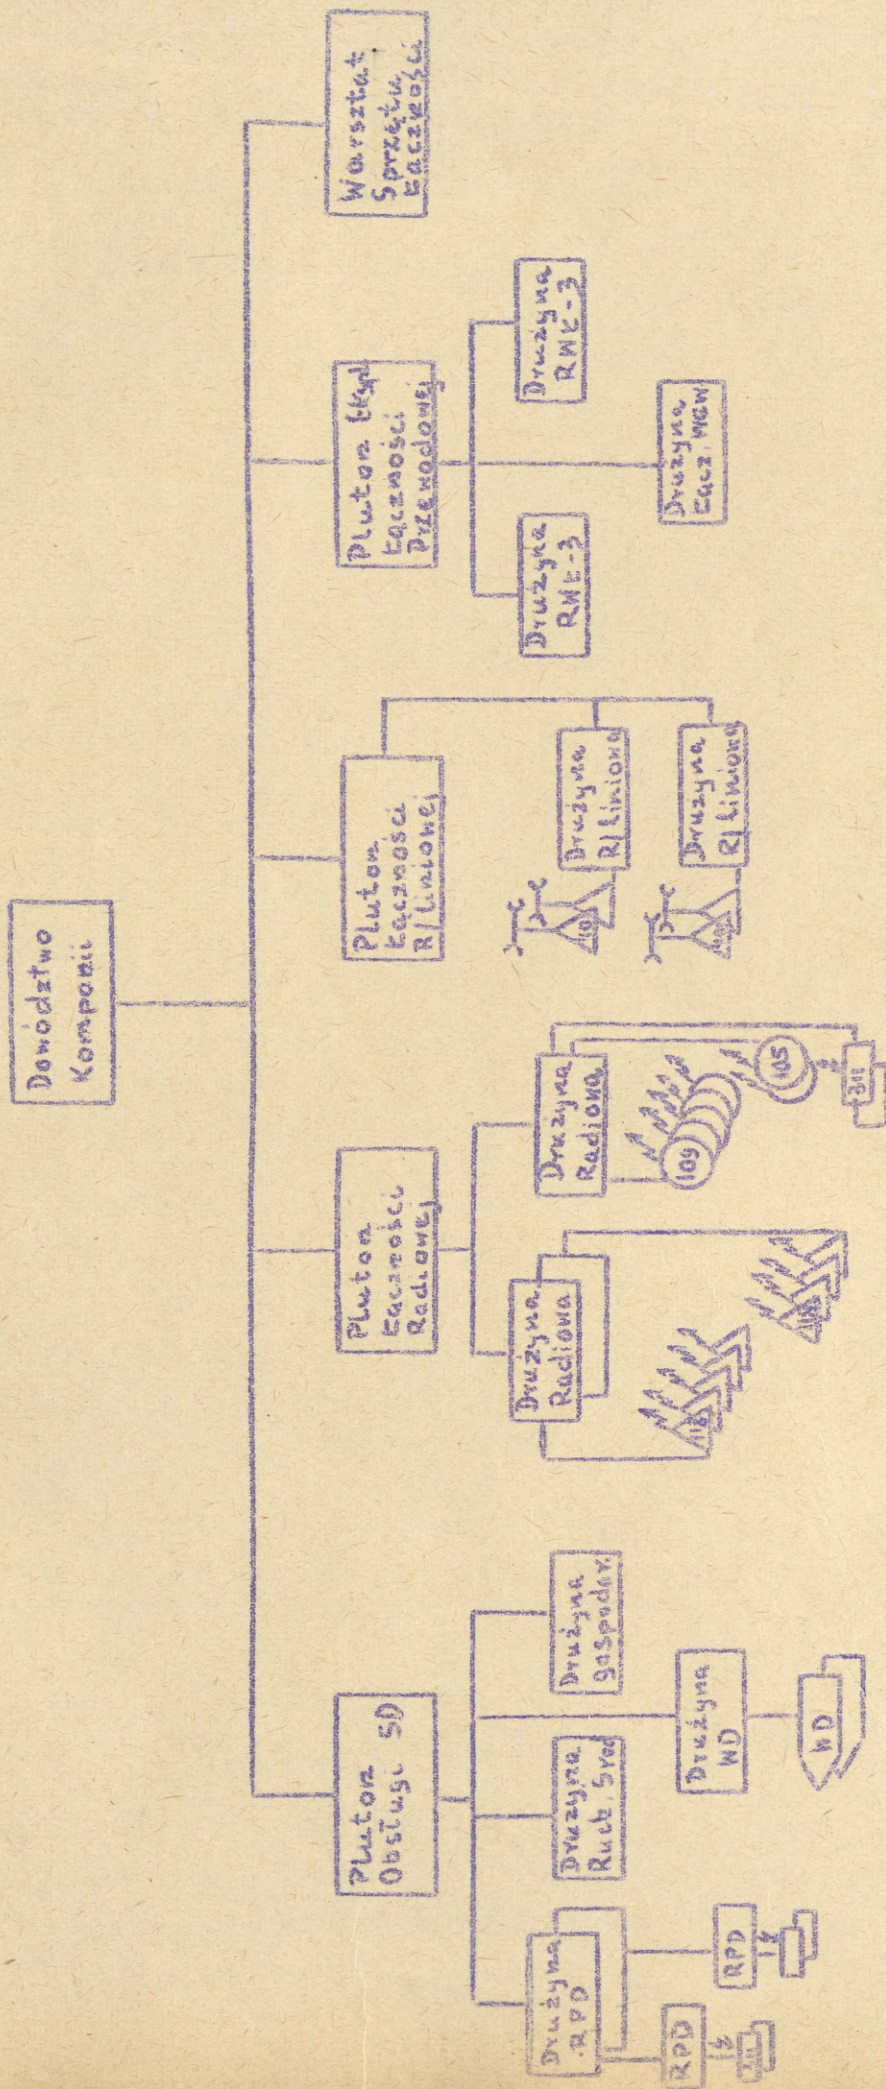 Dowództwo
Kompanii
Pluton
Obsługi SD
Pluton
Łączności
Radiowej
Pluton
Łączności
R/liniowej
Pluton
Łączności
Przewodowej
Warsztat
Sprzętu
Łączności
Drużyna
RPD
RPD
RPD
Drużyna
Ruch. Środ
Drużyna
gospodar.
Drużyna
WD
WD
Drużyna
Radiowa
Drużyna
Radiowa
109
105
311
Drużyna
R/liniowa
Drużyna
R/liniowa
Drużyna
RWŁ-3
Drużyna
RWŁ-3
Drużyna
Łącz.